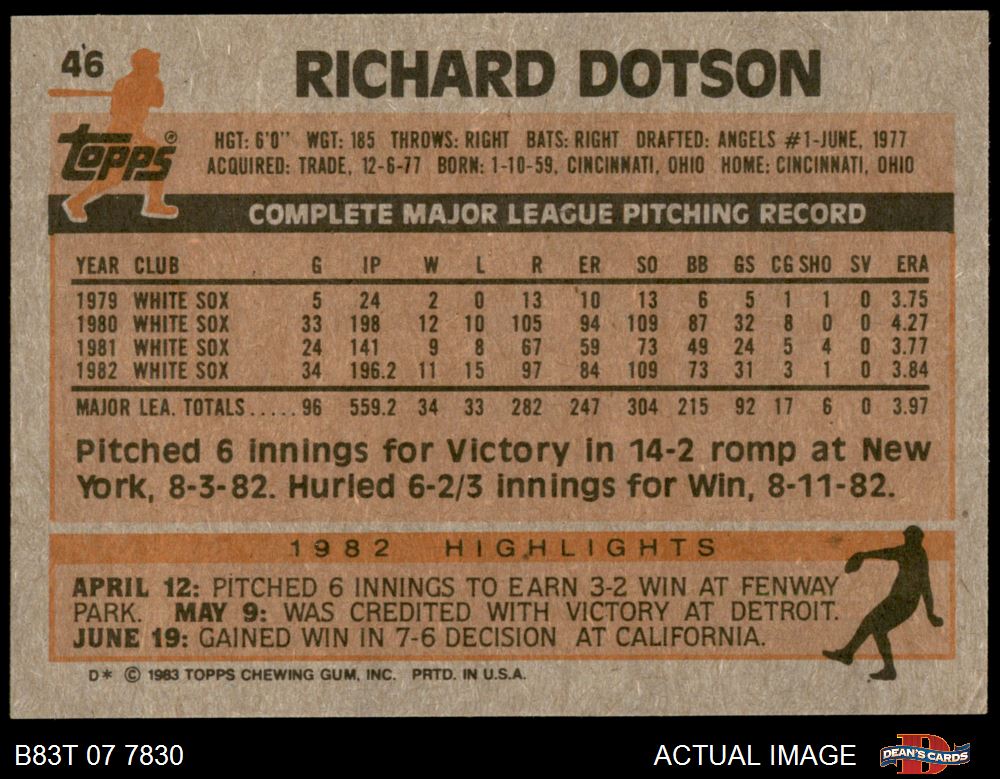 46
RICHARD DOTSON
topps®
HGT: 6'0" WGT: 185 THROWS: RIGHT BATS: RIGHT DRAFTED: ANGELS #1-JUNE, 1977
ACQUIRED: TRADE, 12-6-77 BORN: 1-10-59, CINCINNATI, OHIO HOME: CINCINNATI, OHIO
COMPLETE MAJOR LEAGUE PITCHING RECORD
YEAR CLUB G IP W L R ER SO BB GS CG SHO SV ERA
1979 WHITE SOX 5 24 2 0 13 10 13 6 5 1 1 0 3.75
1980 WHITE SOX 33 198 12 10 105 94 109 87 32 8 0 0 4.27
1981 WHITE SOX 24 141 9 8 67 59 73 49 24 5 4 0 3.77
1982 WHITE SOX 34 196.2 11 15 97 84 109 73 31 3 1 0 3.84
MAJOR LEA. TOTALS..... 96 559.2 34 33 282 247 304 215 92 17 6 0 3.97
Pitched 6 innings for Victory in 14-2 romp at New
York, 8-3-82. Hurled 6-2/3 innings for Win, 8-11-82.
1982 HIGHLIGHTS
APRIL 12: PITCHED 6 INNINGS TO EARN 3-2 WIN AT FENWAY
PARK. MAY 9: WAS CREDITED WITH VICTORY AT DETROIT.
JUNE 19: GAINED WIN IN 7-6 DECISION AT CALIFORNIA.
D* © 1983 TOPPS CHEWING GUM, INC. PRTD. IN U.S.A.
B83T 07 7830 ACTUAL IMAGE DEAN'S CARDS